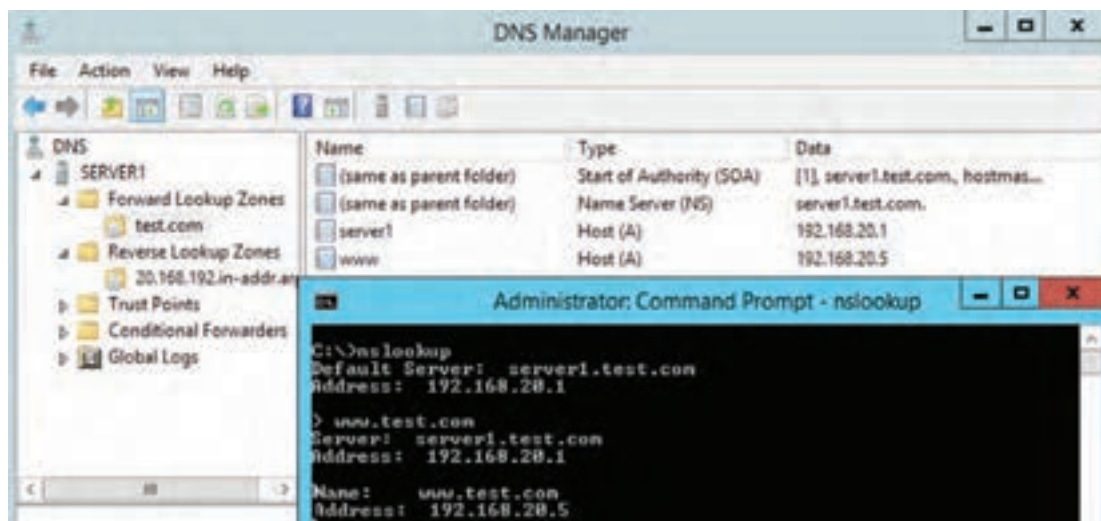 DNS Manager
File Action View Help
DNS
SERVER1
Forward Lookup Zones
test.com
Reverse Lookup Zones
20.168.192.in-addr.arp
Trust Points
Conditional Forwarders
Global Logs
Name Type Data
(same as parent folder) Start of Authority (SOA) [1], server1.test.com., hostmas...
(same as parent folder) Name Server (NS) server1.test.com.
server1 Host (A) 192.168.20.1
www Host (A) 192.168.20.5
Administrator: Command Prompt - nslookup
C:\>nslookup
Default Server: server1.test.com
Address: 192.168.20.1
> www.test.com
Server: server1.test.com
Address: 192.168.20.1
Name: www.test.com
Address: 192.168.20.5